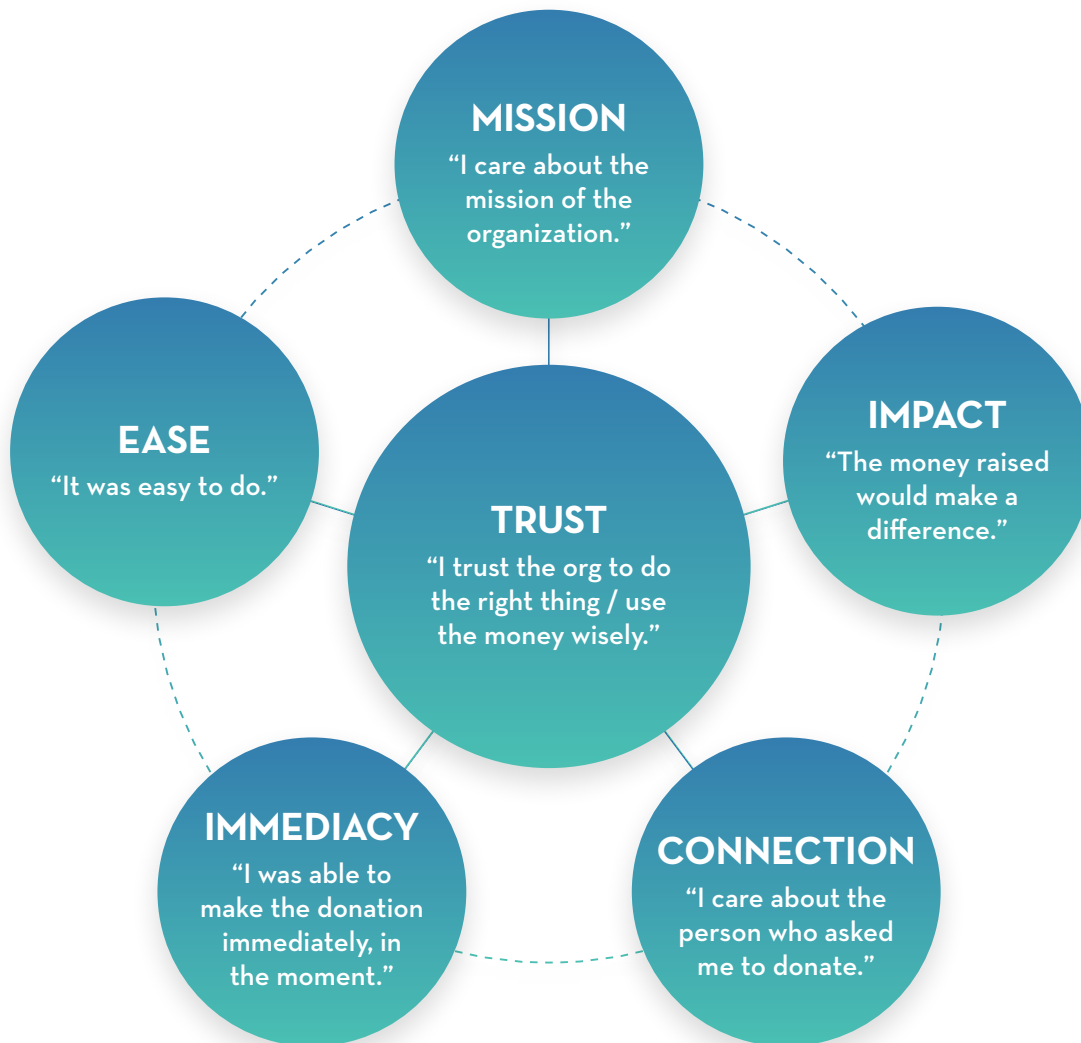 MISSION
“I care about the
mission of the
organization.”
EASE
“It was easy to do.”
IMPACT
“The money raised
would make a
difference.”
TRUST
“I trust the org to do
the right thing / use
the money wisely.”
IMMEDIACY
“I was able to
make the donation
immediately, in
the moment.”
CONNECTION
“I care about the
person who asked
me to donate.”